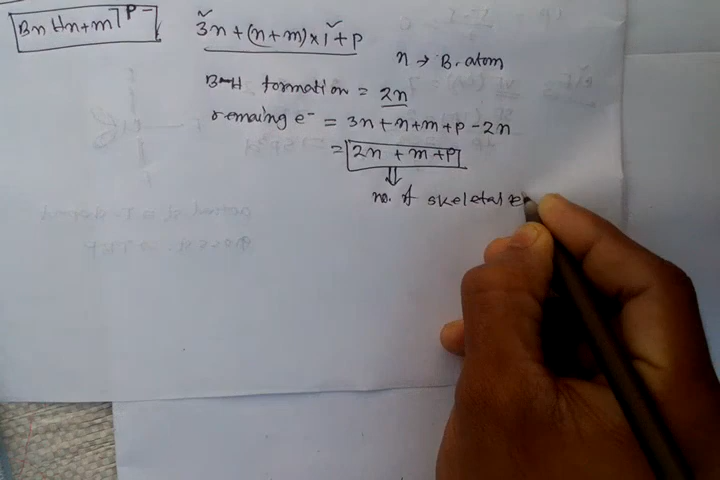 BnHn+m]P-
3n + (n+m)×1 + P
n → B. atom
B-H formation = 2n
remaing e- = 3n+n+m+p-2n
= 2n + m +P
no. of skeletal e